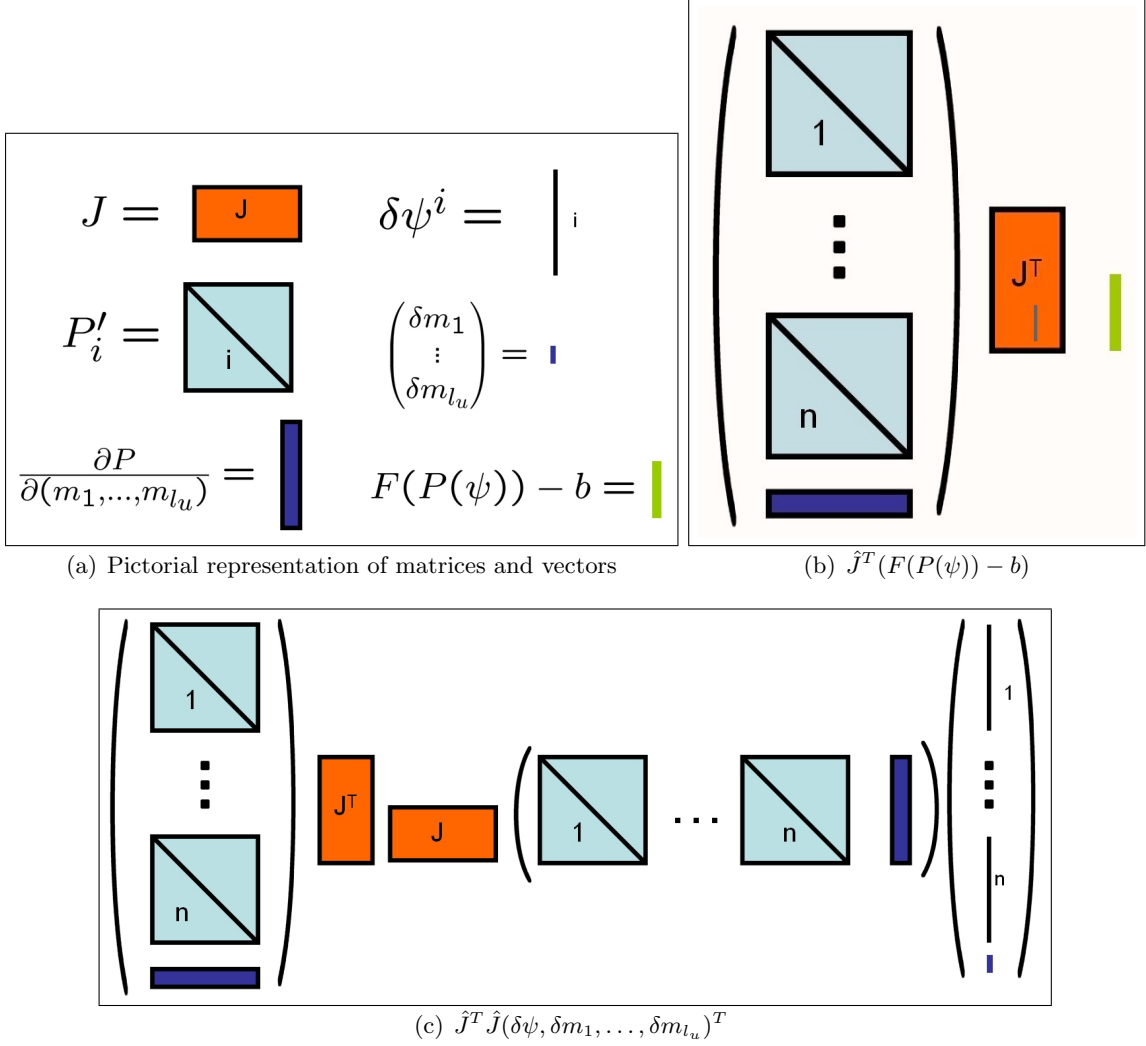 J = J
δψ^i = i
P'_i = i
(δm_1 ⋮ δm_{l_u}) =
∂P/∂(m_1,...,m_{l_u}) =
F(P(ψ)) − b =
(a) Pictorial representation of matrices and vectors
1
⋮
n
J^T
(b) Ĵ^T(F(P(ψ)) − b)
1
⋮
n
J^T
J
1 ... n
1
⋮
n
(c) Ĵ^T Ĵ(δψ, δm_1, . . . , δm_{l_u})^T